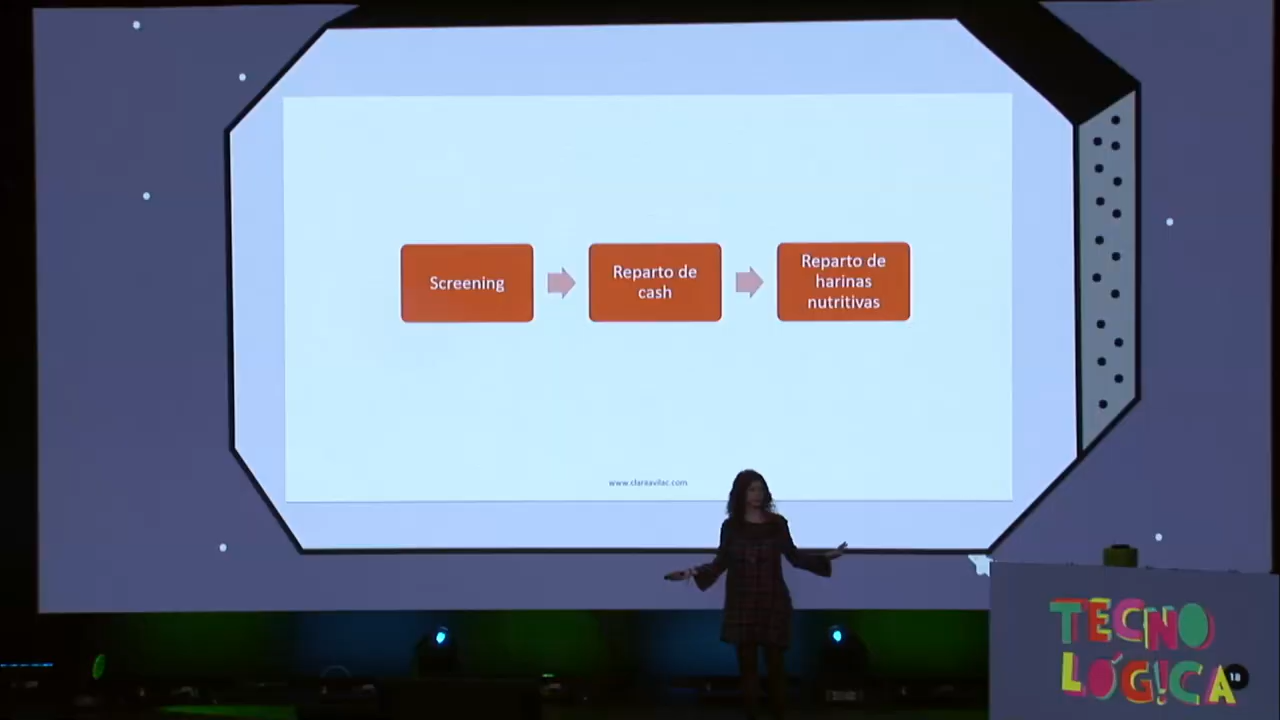 Screening
Reparto de
cash
Reparto de
harinas
nutritivas
www.claraavilac.com
TECNO
LÓG!CA
18